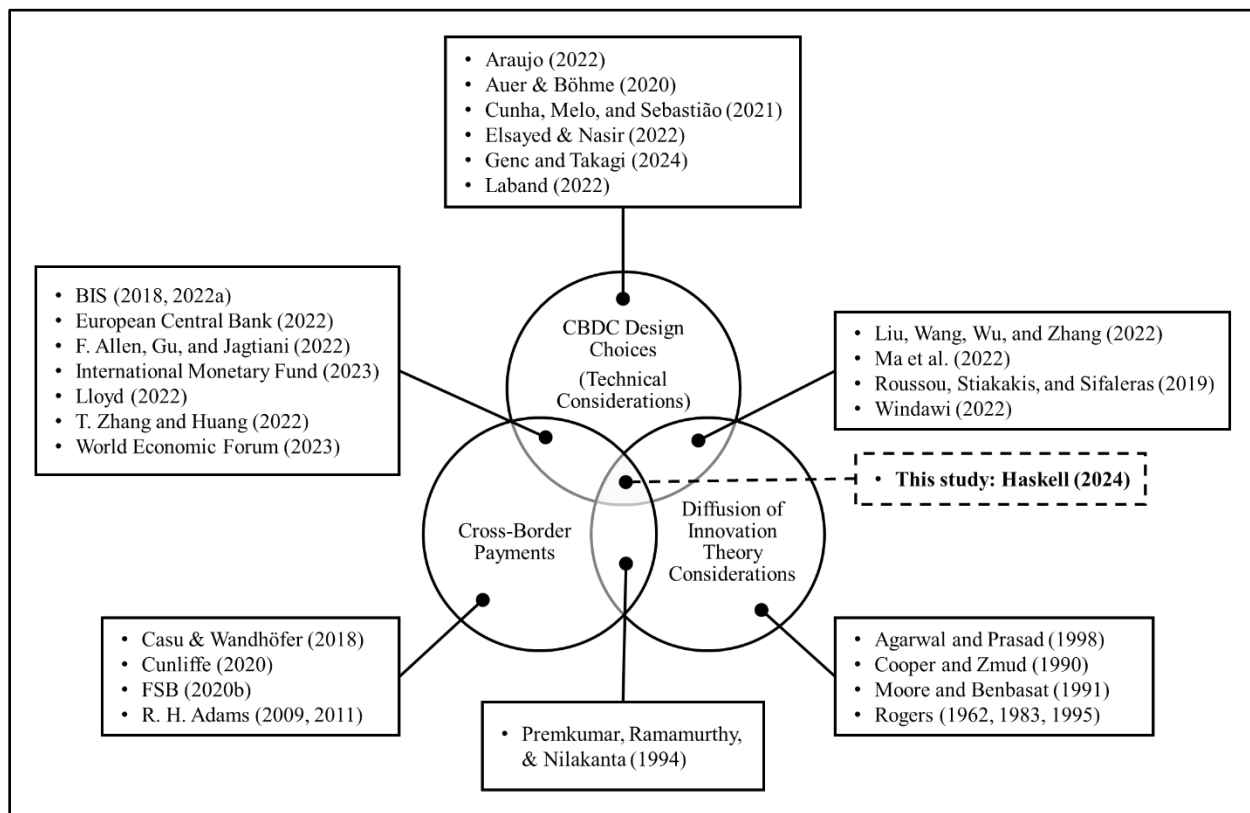 • Araujo (2022)
• Auer & Böhme (2020)
• Cunha, Melo, and Sebastião (2021)
• Elsayed & Nasir (2022)
• Genc and Takagi (2024)
• Laband (2022)
• BIS (2018, 2022a)
• European Central Bank (2022)
• F. Allen, Gu, and Jagtiani (2022)
• International Monetary Fund (2023)
• Lloyd (2022)
• T. Zhang and Huang (2022)
• World Economic Forum (2023)
CBDC Design
Choices
(Technical
Considerations)
• Liu, Wang, Wu, and Zhang (2022)
• Ma et al. (2022)
• Roussou, Stiakakis, and Sifaleras (2019)
• Windawi (2022)
• This study: Haskell (2024)
Cross-Border
Payments
Diffusion of
Innovation
Theory
Considerations
• Casu & Wandhöfer (2018)
• Cunliffe (2020)
• FSB (2020b)
• R. H. Adams (2009, 2011)
• Premkumar, Ramamurthy,
& Nilakanta (1994)
• Agarwal and Prasad (1998)
• Cooper and Zmud (1990)
• Moore and Benbasat (1991)
• Rogers (1962, 1983, 1995)